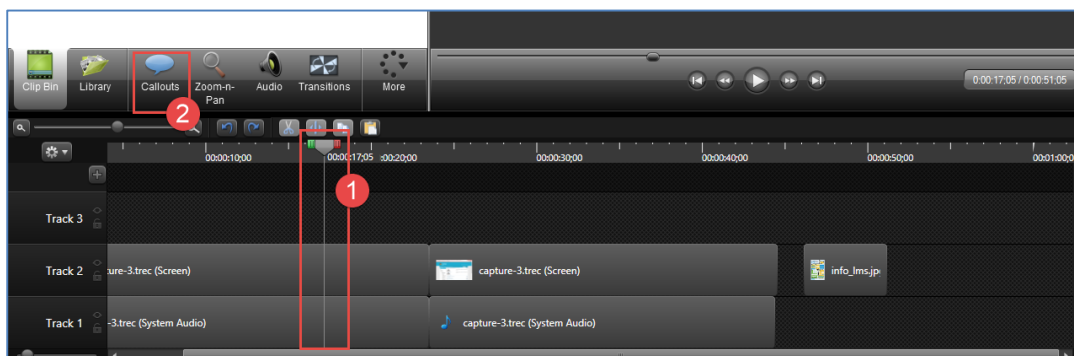 Clip Bin
Library
Callouts
Zoom-n-
Pan
Audio
Transitions
More
0:00:17;05 / 0:00:51;05
2
00:00:10;00
00:00:17;05
:00:20;00
00:00:30;00
00:00:40;00
00:00:50;00
00:01:00;0
1
Track 3
Track 2
ture-3.trec (Screen)
capture-3.trec (Screen)
info_lms.jp
Track 1
-3.trec (System Audio)
capture-3.trec (System Audio)